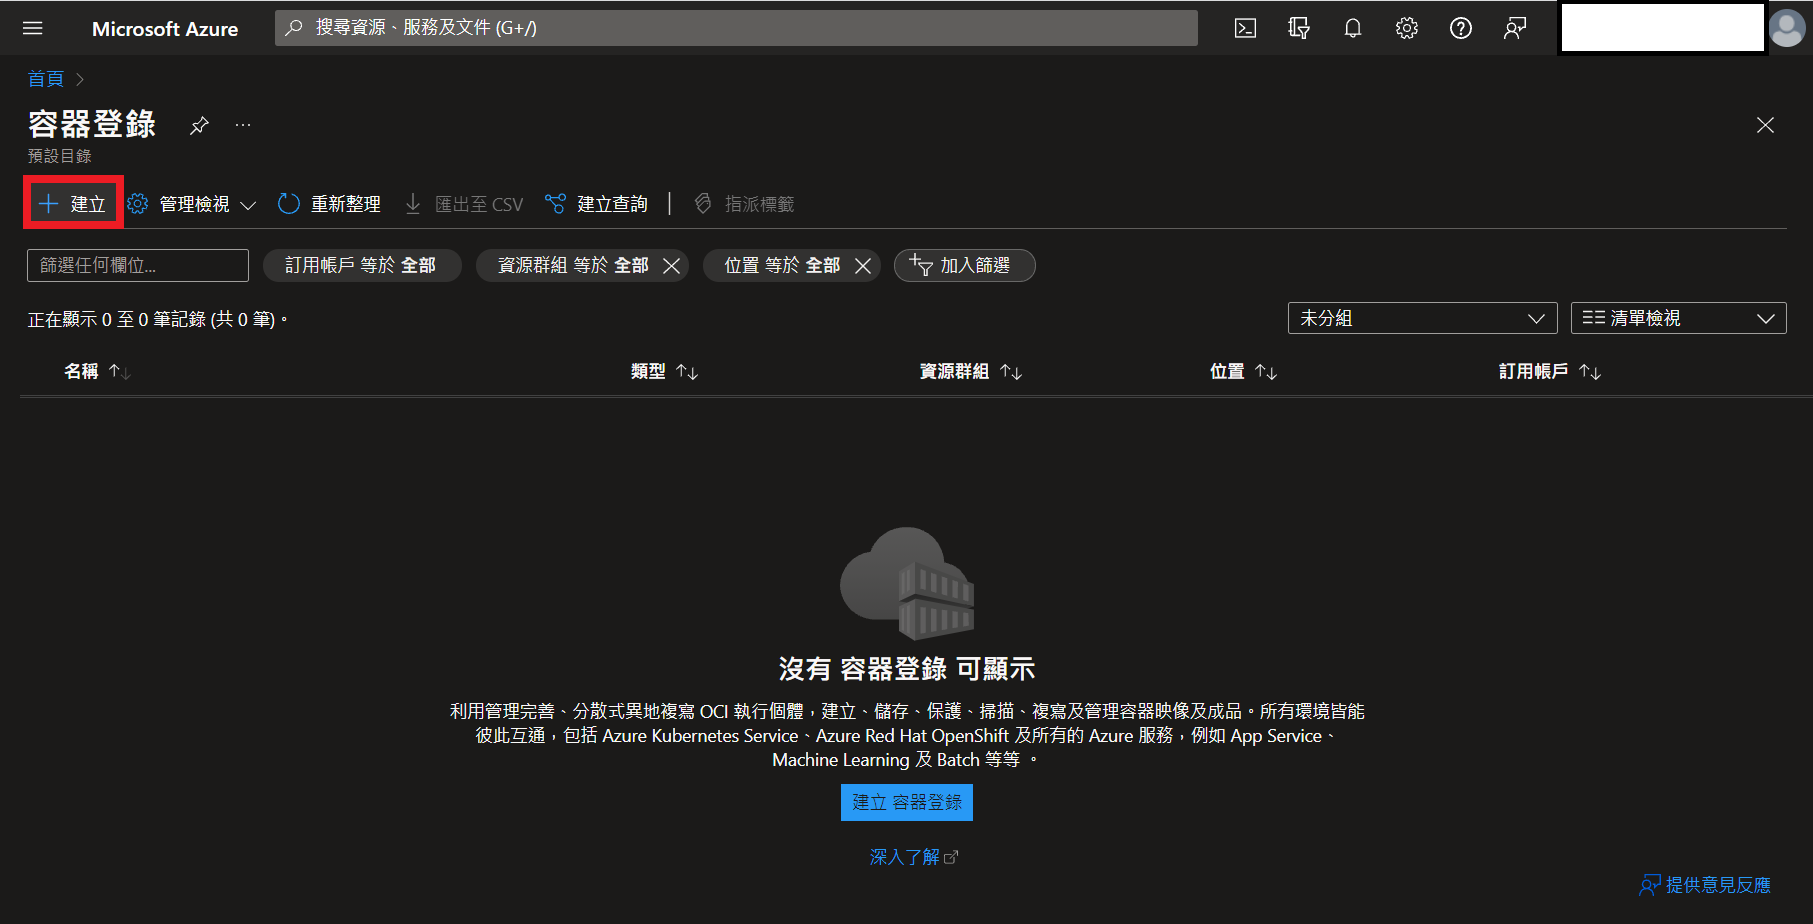 Microsoft Azure
搜尋資源、服務及文件 (G+/)
首頁
容器登錄
預設目錄
建立 管理檢視 重新整理 匯出至 CSV 建立查詢 指派標籤
篩選任何欄位... 訂用帳戶 等於 全部 資源群組 等於 全部 位置 等於 全部 加入篩選
正在顯示 0 至 0 筆記錄 (共 0 筆)。
未分組 清單檢視
名稱 類型 資源群組 位置 訂用帳戶
沒有 容器登錄 可顯示
利用管理完善、分散式異地複寫 OCI 執行個體，建立、儲存、保護、掃描、複寫及管理容器映像及成品。所有環境皆能
彼此互通，包括 Azure Kubernetes Service、Azure Red Hat OpenShift 及所有的 Azure 服務，例如 App Service、
Machine Learning 及 Batch 等等 。
建立 容器登錄
深入了解
提供意見反應